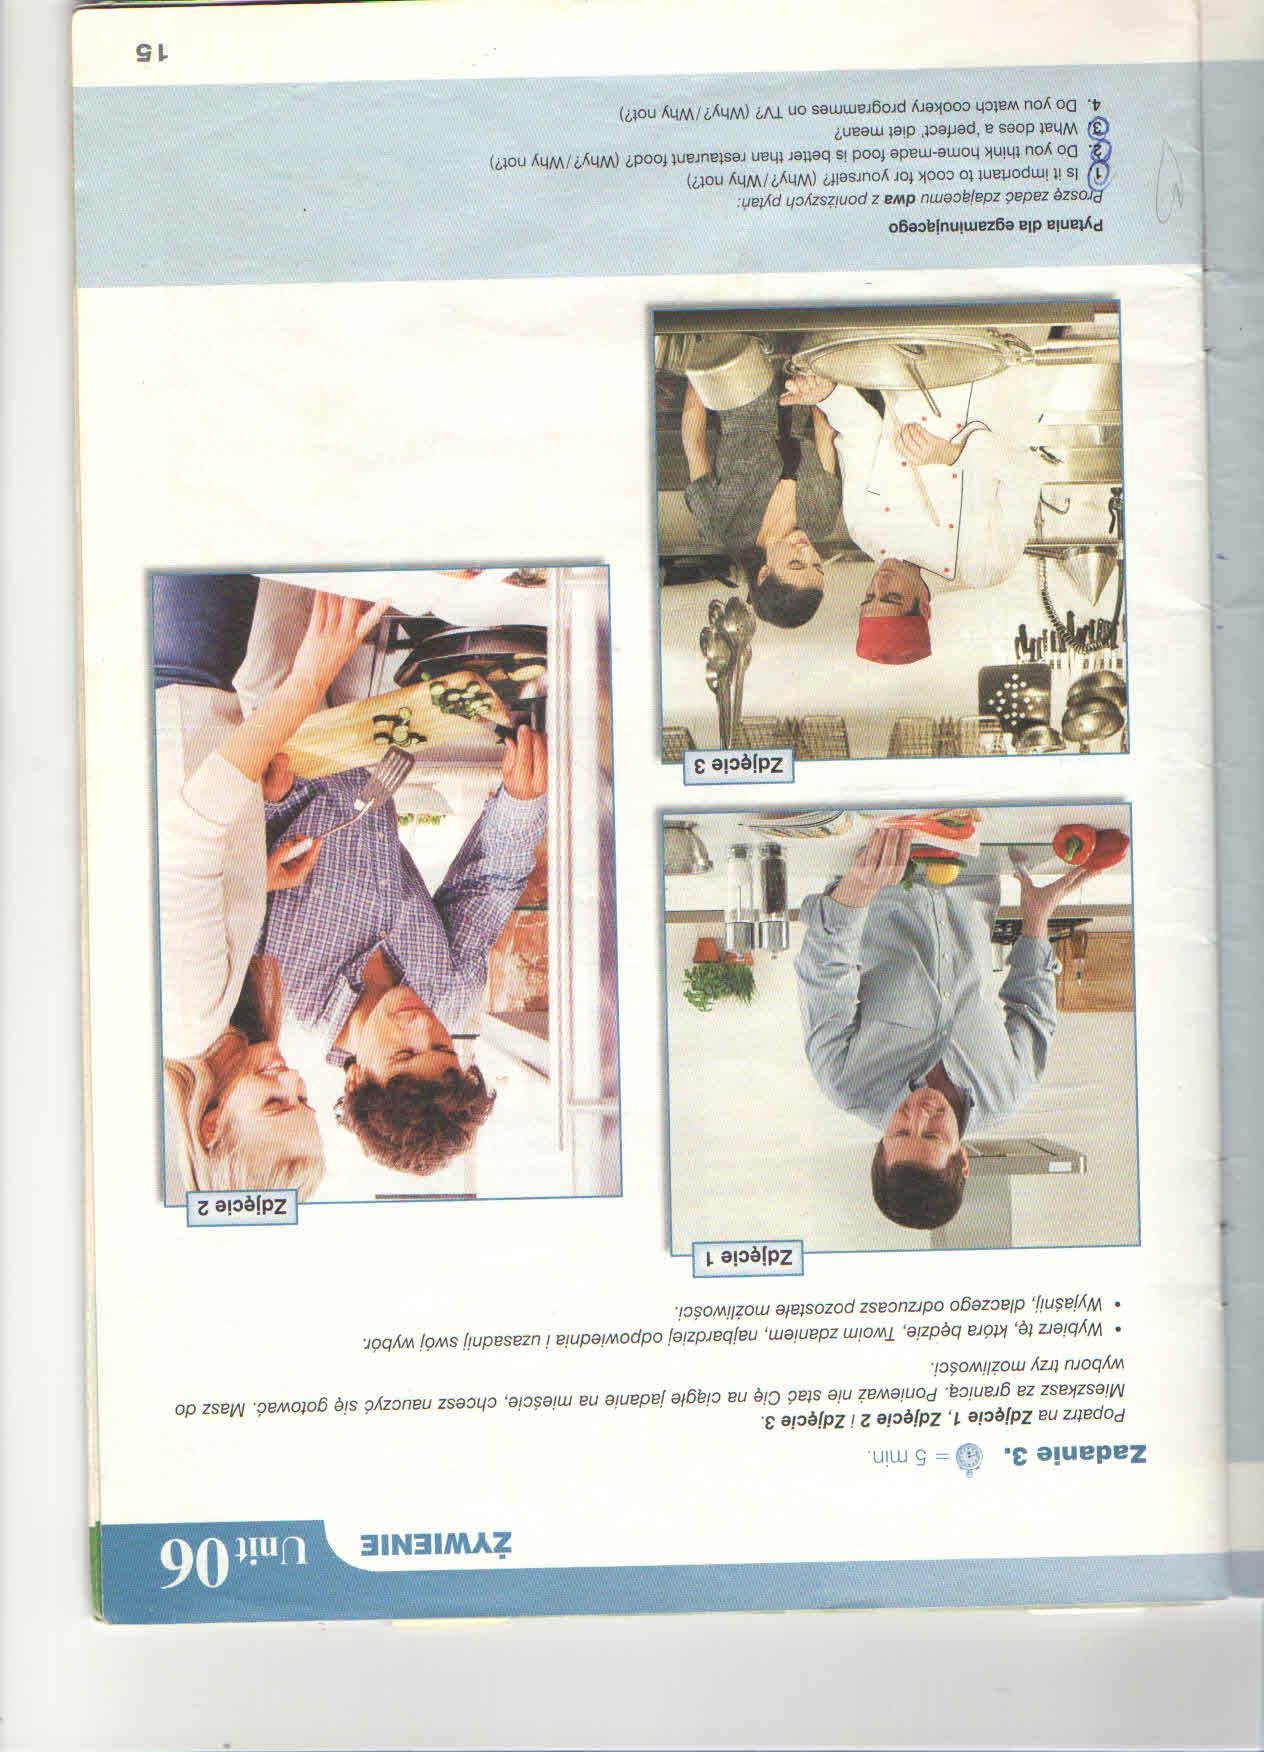 ŻYWIENIE Unit 06
Zadanie 3. = 5 min.
Popatrz na Zdjęcie 1, Zdjęcie 2 i Zdjęcie 3.
Mieszkasz za granicą. Ponieważ nie stać Cię na ciągłe jadanie na mieście, chcesz nauczyć się gotować. Masz do
wyboru trzy możliwości.
• Wybierz tę, która będzie, Twoim zdaniem, najbardziej odpowiednia i uzasadnij swój wybór.
• Wyjaśnij, dlaczego odrzucasz pozostałe możliwości.
Zdjęcie 1
Zdjęcie 2
Zdjęcie 3
Pytania dla egzaminującego
Proszę zadać zdającemu dwa z poniższych pytań:
1. Is it important to cook for yourself? (Why?/Why not?)
2. Do you think home-made food is better than restaurant food? (Why?/Why not?)
3. What does a 'perfect' diet mean?
4. Do you watch cookery programmes on TV? (Why?/Why not?)
15